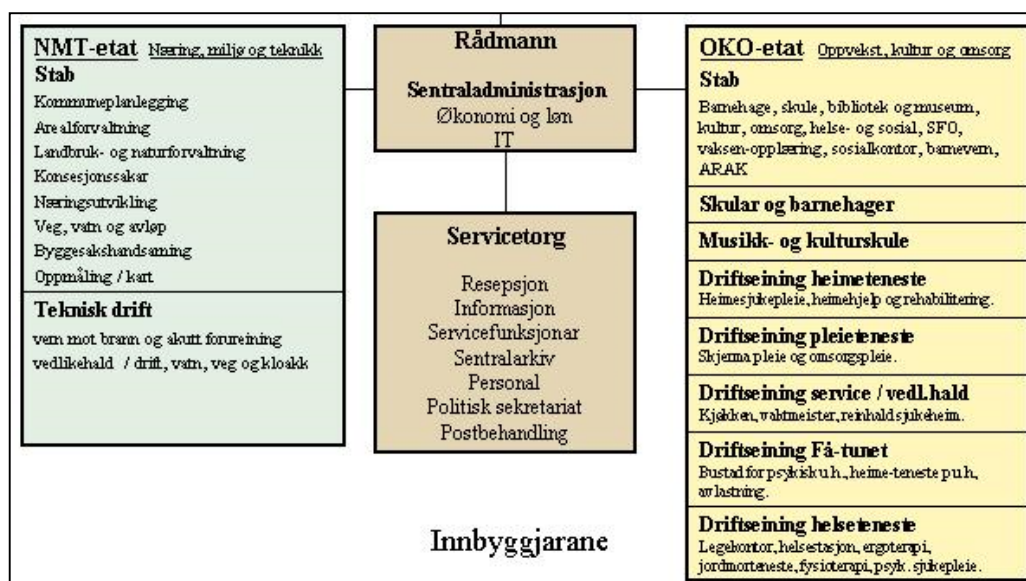 NMT-etat Næring, miljø og teknikk
Stab
Kommuneplanlegging
Arealforvaltning
Landbruk- og naturforvaltning
Konsesjonssakar
Næringsutvikling
Veg, vatn og avløp
Byggesakshandsaming
Oppmåling / kart
Teknisk drift
vern mot brann og akutt forureining
vedlikehald / drift, vatn, veg og kloakk
Rådmann
Sentraladministrasjon
Økonomi og løn
IT
Servicetorg
Resepsjon
Informasjon
Servicefunksjonar
Sentralarkiv
Personal
Politisk sekretariat
Postbehandling
Innbyggjarane
OKO-etat Oppvekst, kultur og omsorg
Stab
Barnehage, skule, bibliotek og museum,
kultur, omsorg, helse- og sosial, SFO,
vaksen-opplæring, sosialkontor, barnevern,
ARAK
Skular og barnehager
Musikk- og kulturskule
Driftseining heimeteneste
Heimesjukepleie, heimehjelp og rehabilitering.
Driftseining pleieteneste
Skjerma pleie og omsorgspleie.
Driftseining service / vedl.hald
Kjøkken, vaktmeister, reinhald sjukeheim.
Driftseining Få-tunet
Bustad for psykisk u.h., heime-teneste p.u.h,
avlastning.
Driftseining helseteneste
Legekontor, helsestasjon, ergoterapi,
jordmorteneste, fysioterapi, psyk. sjukepleie.